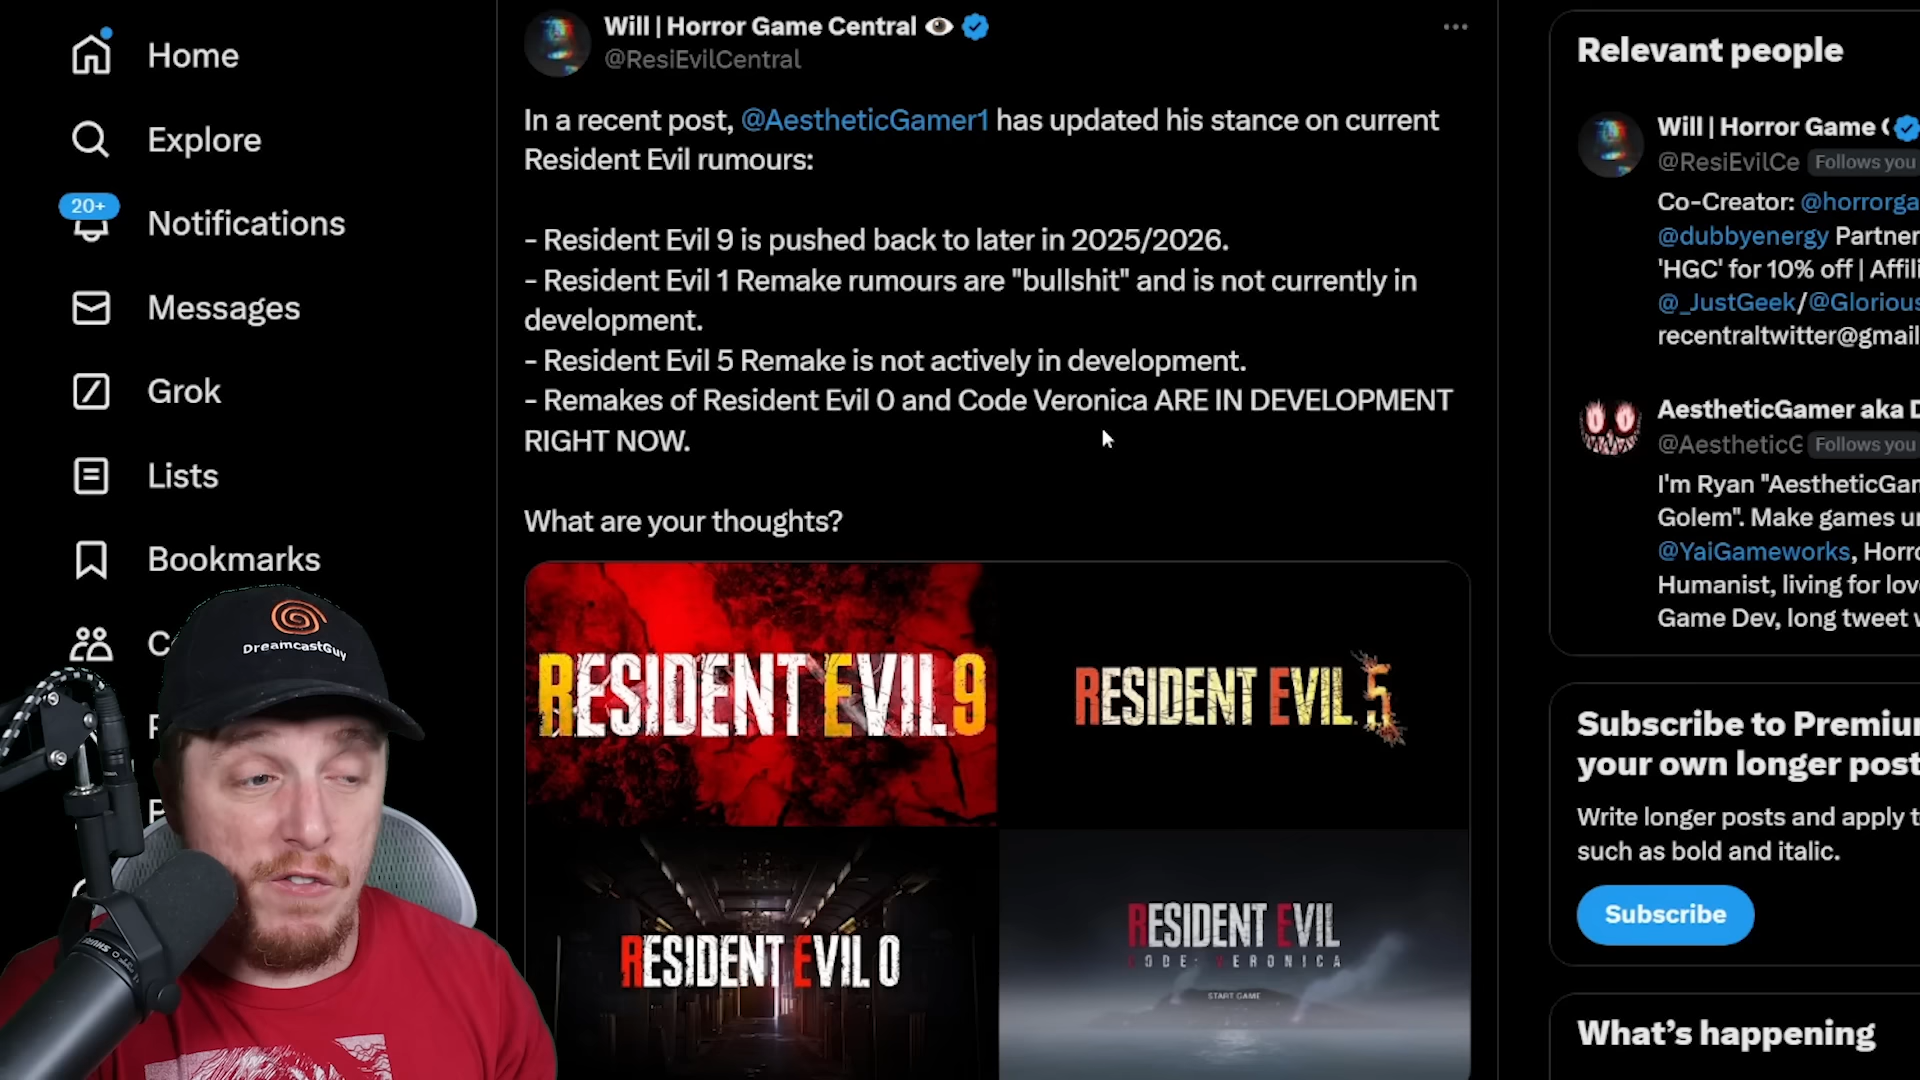 Home
Explore
20+
Notifications
Messages
Grok
Lists
Bookmarks
C
F
P
DreamcastGuy
SHURE
Will | Horror Game Central
@ResiEvilCentral
In a recent post, @AestheticGamer1 has updated his stance on current
Resident Evil rumours:
- Resident Evil 9 is pushed back to later in 2025/2026.
- Resident Evil 1 Remake rumours are "bullshit" and is not currently in
development.
- Resident Evil 5 Remake is not actively in development.
- Remakes of Resident Evil 0 and Code Veronica ARE IN DEVELOPMENT
RIGHT NOW.
What are your thoughts?
RESIDENT EVIL 9
RESIDENT EVIL 5
RESIDENT EVIL 0
RESIDENT EVIL
CODE: VERONICA
START GAME
Relevant people
Will | Horror Game C
@ResiEvilCe Follows you
Co-Creator: @horrorga
@dubbyenergy Partner
'HGC' for 10% off | Affili
@_JustGeek/@Glorious
recentraltwitter@gmail
AestheticGamer aka D
@AestheticG Follows you
I'm Ryan "AestheticGam
Golem". Make games un
@YaiGameworks, Horro
Humanist, living for lov
Game Dev, long tweet w
Subscribe to Premium
your own longer post
Write longer posts and apply t
such as bold and italic.
Subscribe
What's happening